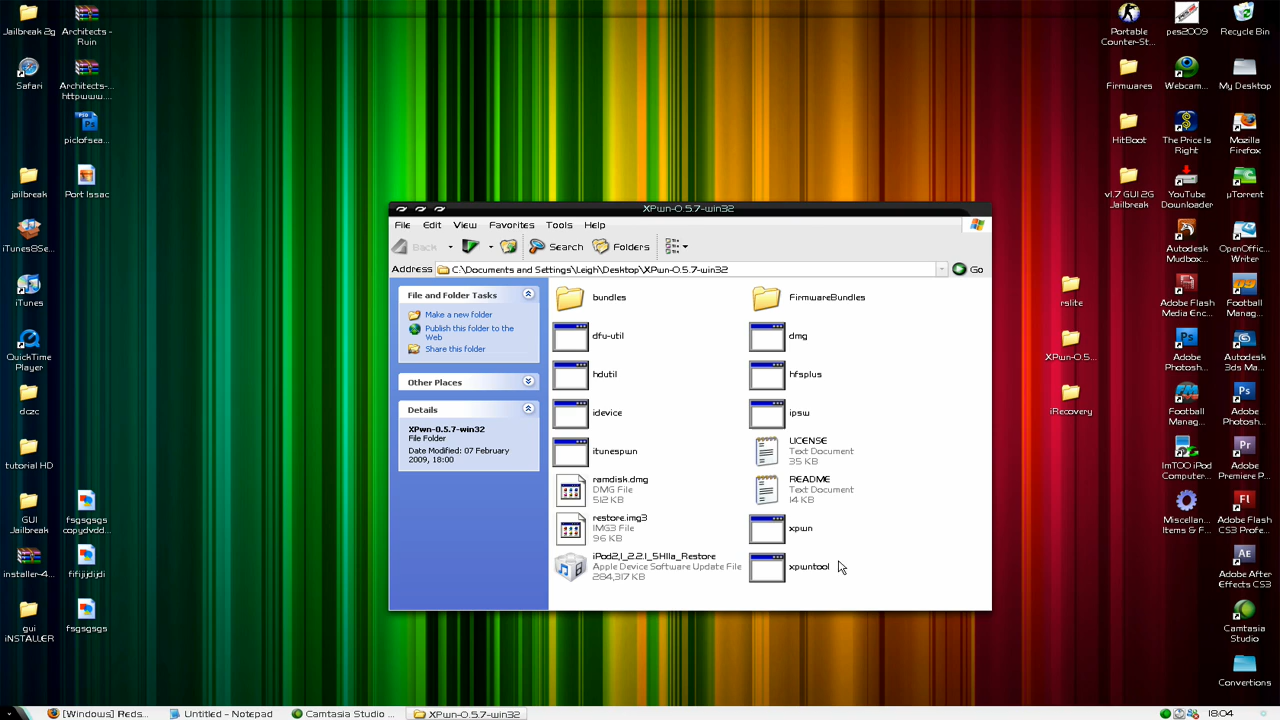 Jailbreak 2g
Architects -
Ruin
Safari
Architects-...
httpwww....
piclofsea...
jailbreak
Port Issac
iTunes8Se...
iTunes
QuickTime
Player
dczc
tutorial HD
GUI
Jailbreak
fsgsgsgs
copydvdd...
installer-4...
fifijijdijdi
gui
iNSTALLER
fsgsgsgs
XPwn-0.5.7-win32
File Edit View Favorites Tools Help
Back Search Folders
Address C:\Documents and Settings\Leigh\Desktop\XPwn-0.5.7-win32 Go
File and Folder Tasks
Make a new folder
Publish this folder to the
Web
Share this folder
Other Places
Details
XPwn-0.5.7-win32
File Folder
Date Modified: 07 February
2009, 18:00
bundles
FirmwareBundles
dfu-util
dmg
hdutil
hfsplus
idevice
ipsw
itunespwn
LICENSE
Text Document
35 KB
ramdisk.dmg
DMG File
512 KB
README
Text Document
14 KB
restore.img3
IMG3 File
96 KB
xpwn
iPod2,1_2.2.1_5H11a_Restore
Apple Device Software Update File
284,317 KB
xpwntool
Portable
Counter-St...
pes2009
Recycle Bin
Firmwares
Webcam...
My Desktop
HitBoot
The Price Is
Right
Mozilla
Firefox
v1.7 GUI 2G
Jailbreak
YouTube
Downloader
µTorrent
Autodesk
Mudbox...
OpenOffic...
Writer
rslite
Adobe Flash
Media Enc...
Football
Manag...
XPwn-0.5...
Adobe
Photosh...
Autodesk
3ds Ma...
iRecovery
Football
Manag...
Adobe
Photosh...
ImTOO iPod
Computer...
Adobe
Premiere P...
Miscellan...
Items & F...
Adobe Flash
CS3 Profe...
Adobe After
Effects CS3
Camtasia
Studio
Convertions
[Windows] Reds...
Untitled - Notepad
Camtasia Studio ...
XPwn-0.5.7-win32
18:04